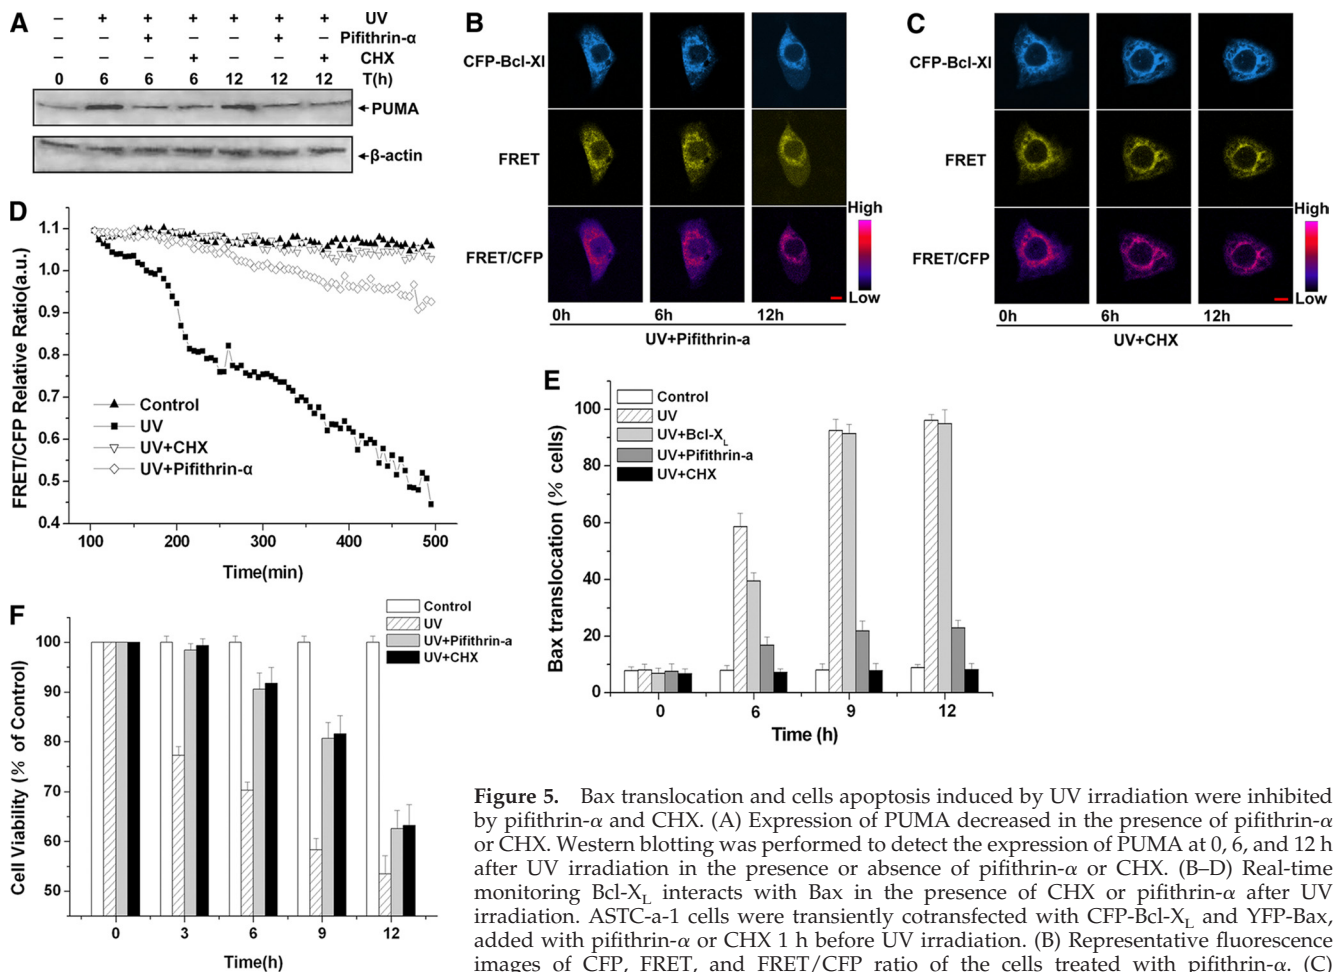 A
– + + + + + + UV
– – + – – + – Pifithrin-α
– – – + – – + CHX
0 6 6 6 12 12 12 T(h)
PUMA
β-actin
B
CFP-Bcl-Xl
FRET
FRET/CFP
High
Low
0h 6h 12h
UV+Pifithrin-a
C
CFP-Bcl-Xl
FRET
FRET/CFP
High
Low
0h 6h 12h
UV+CHX
D
FRET/CFP Relative Ratio(a.u.)
1.1
1.0
0.9
0.8
0.7
0.6
0.5
0.4
Control
UV
UV+CHX
UV+Pifithrin-α
100 200 300 400 500
Time(min)
E
Bax translocation (% cells)
100
80
60
40
20
0
Control
UV
UV+Bcl-XL
UV+Pifithrin-a
UV+CHX
0 6 9 12
Time (h)
F
Cell Viability (% of Control)
100
90
80
70
60
50
Control
UV
UV+Pifithrin-a
UV+CHX
0 3 6 9 12
Time(h)
Figure 5. Bax translocation and cells apoptosis induced by UV irradiation were inhibited
by pifithrin-α and CHX. (A) Expression of PUMA decreased in the presence of pifithrin-α
or CHX. Western blotting was performed to detect the expression of PUMA at 0, 6, and 12 h
after UV irradiation in the presence or absence of pifithrin-α or CHX. (B–D) Real-time
monitoring Bcl-XL interacts with Bax in the presence of CHX or pifithrin-α after UV
irradiation. ASTC-a-1 cells were transiently cotransfected with CFP-Bcl-XL and YFP-Bax,
added with pifithrin-α or CHX 1 h before UV irradiation. (B) Representative fluorescence
images of CFP, FRET, and FRET/CFP ratio of the cells treated with pifithrin-α. (C)